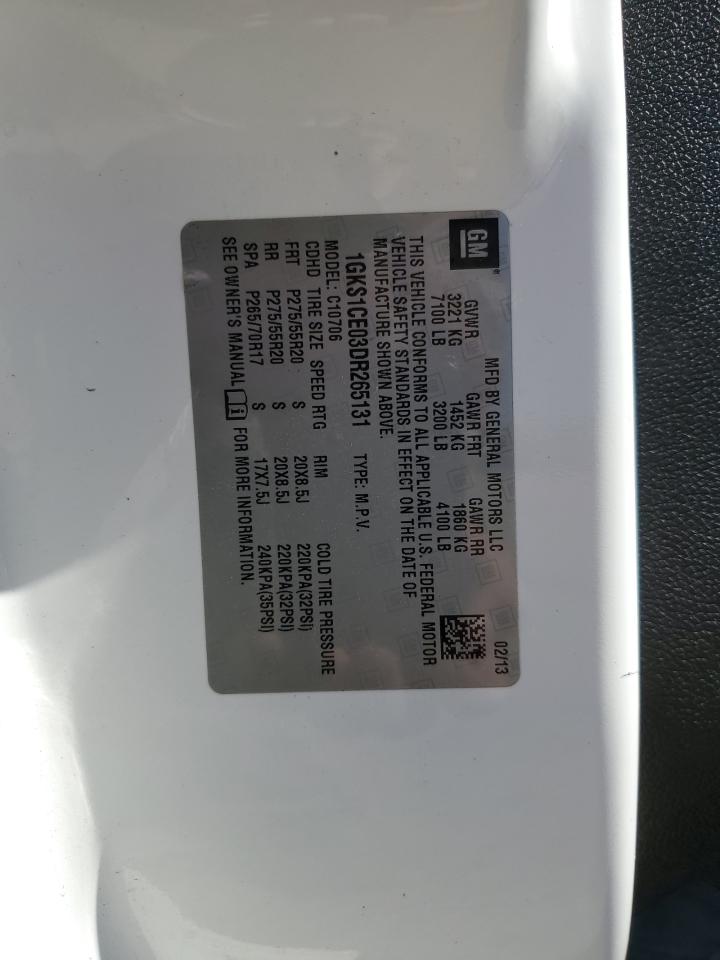 GM
®
MFD BY GENERAL MOTORS LLC 02/13
GVWR GAWR FRT GAWR RR
3221 KG 1452 KG 1860 KG
7100 LB 3200 LB 4100 LB
THIS VEHICLE CONFORMS TO ALL APPLICABLE U.S. FEDERAL MOTOR
VEHICLE SAFETY STANDARDS IN EFFECT ON THE DATE OF
MANUFACTURE SHOWN ABOVE.
1GKS1CE03DR265131 TYPE: M.P.V.
MODEL: C10706
CDHD TIRE SIZE SPEED RTG RIM COLD TIRE PRESSURE
FRT P275/55R20 S 20X8.5J 220KPA(32PSI)
RR P275/55R20 S 20X8.5J 220KPA(32PSI)
SPA P265/70R17 S 17X7.5J 240KPA(35PSI)
SEE OWNER'S MANUAL FOR MORE INFORMATION.